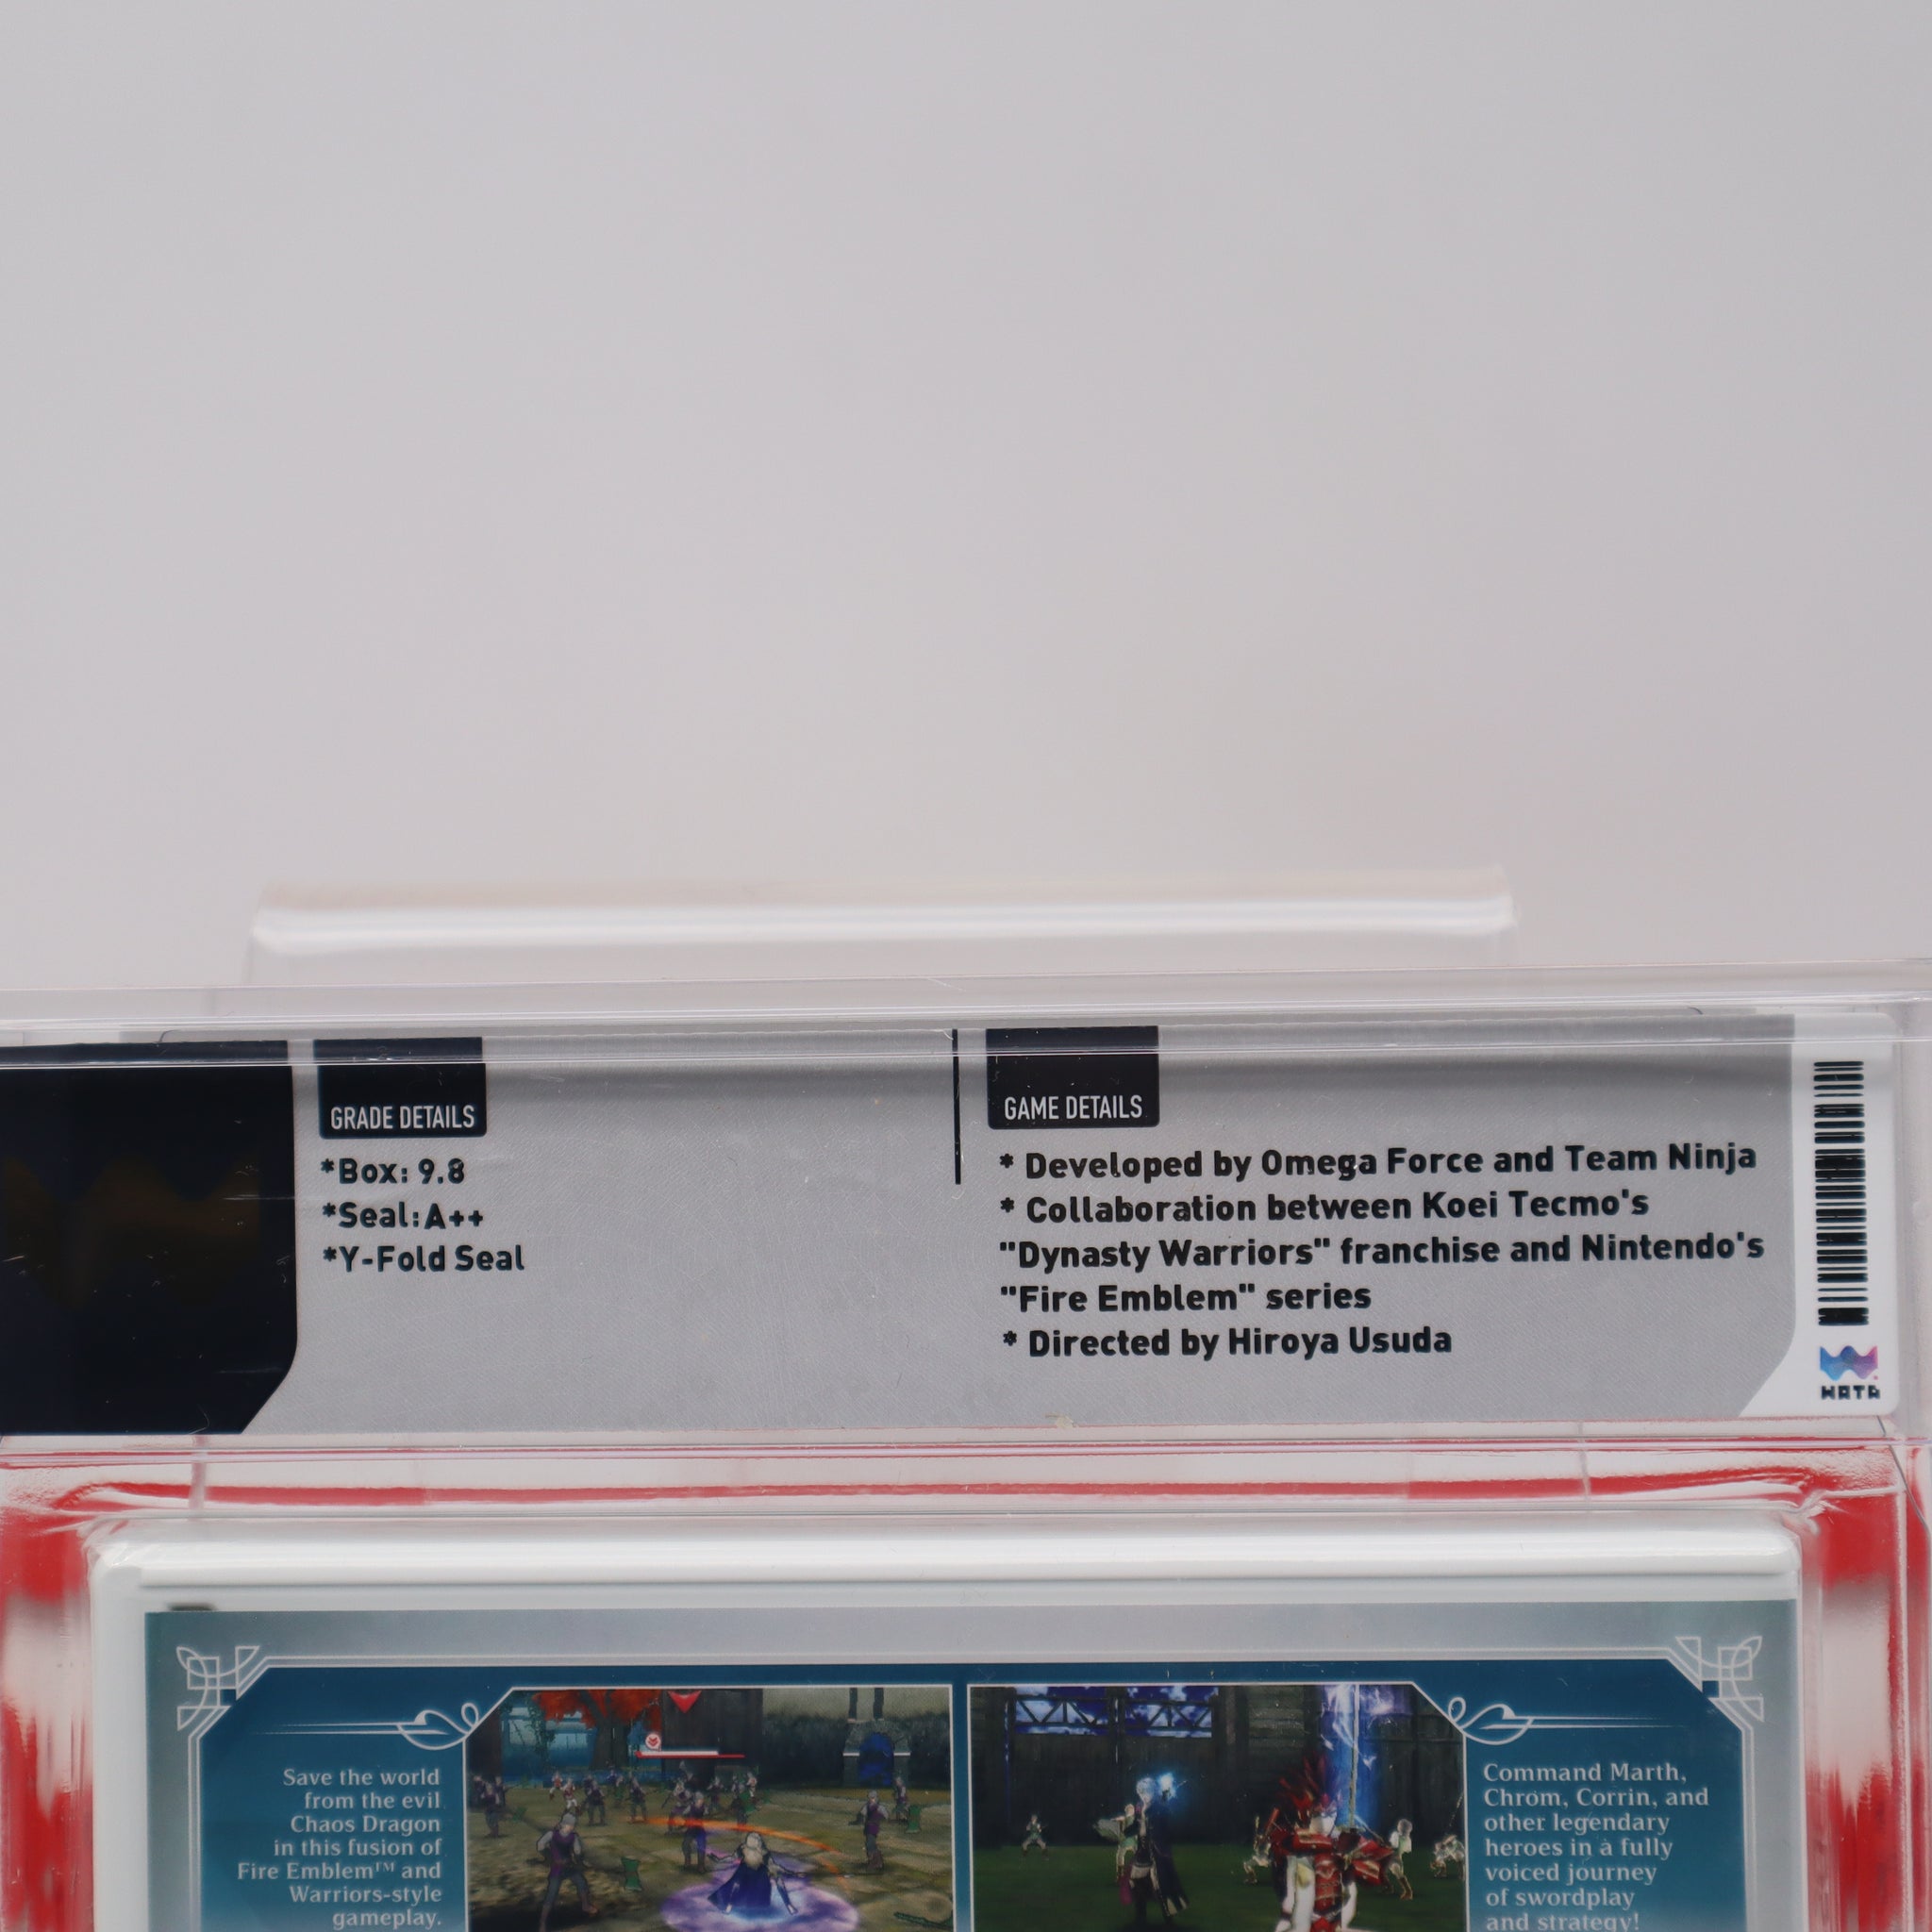 GRADE DETAILS
*Box: 9.8
*Seal: A++
*Y-Fold Seal
GAME DETAILS
* Developed by Omega Force and Team Ninja
* Collaboration between Koei Tecmo's
"Dynasty Warriors" franchise and Nintendo's
"Fire Emblem" series
* Directed by Hiroya Usuda
WATA
Save the world
from the evil
Chaos Dragon
in this fusion of
Fire Emblem™ and
Warriors-style
gameplay.
Command Marth,
Chrom, Corrin, and
other legendary
heroes in a fully
voiced journey
of swordplay
and strategy!